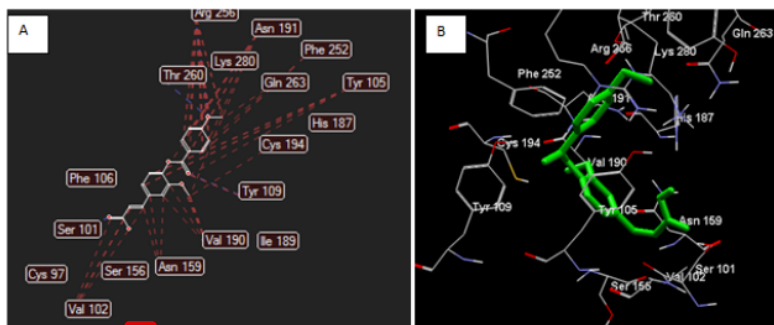 A
Arg 256
Asn 191
Lys 280
Phe 252
Thr 260
Gln 263
Tyr 105
His 187
Cys 194
Phe 106
Tyr 109
Ser 101
Val 190
Ile 189
Cys 97
Ser 156
Asn 159
Val 102
B
Thr 260
Gln 263
Arg 256
Lys 280
Phe 252
191
His 187
Cys 194
Val 190
Tyr 109
Tyr 105
Asn 159
Ser 101
Val 102